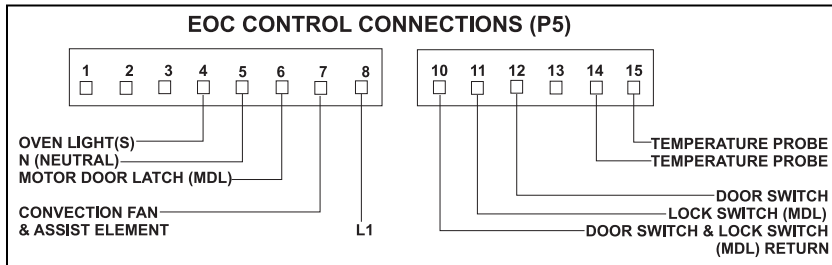 EOC CONTROL CONNECTIONS (P5)
1 2 3 4 5 6 7 8 10 11 12 13 14 15
OVEN LIGHT(S)
N (NEUTRAL)
MOTOR DOOR LATCH (MDL)
CONVECTION FAN
& ASSIST ELEMENT
L1
TEMPERATURE PROBE
TEMPERATURE PROBE
DOOR SWITCH
LOCK SWITCH (MDL)
DOOR SWITCH & LOCK SWITCH
(MDL) RETURN